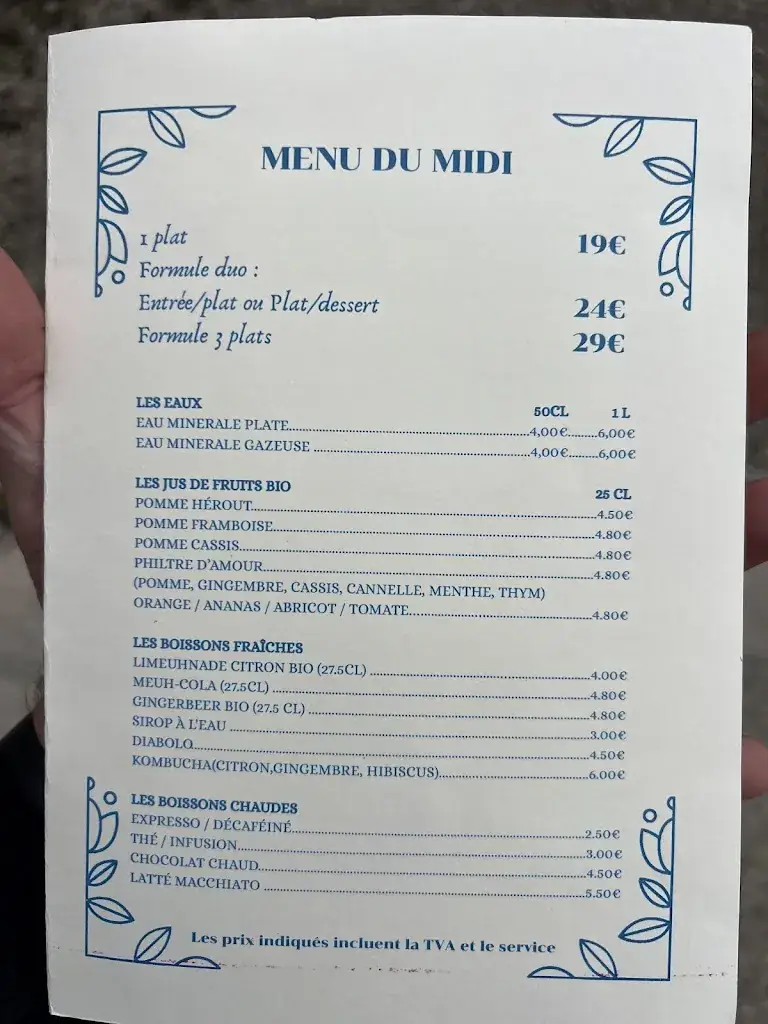 MENU DU MIDI
1 plat 19€
Formule duo :
Entrée/plat ou Plat/dessert 24€
Formule 3 plats 29€
LES EAUX 50CL 1 L
EAU MINERALE PLATE 4,00€ 6,00€
EAU MINERALE GAZEUSE 4,00€ 6,00€
LES JUS DE FRUITS BIO 25 CL
POMME HÉROUT 4.50€
POMME FRAMBOISE 4.80€
POMME CASSIS 4.80€
PHILTRE D'AMOUR 4.80€
(POMME, GINGEMBRE, CASSIS, CANNELLE, MENTHE, THYM)
ORANGE / ANANAS / ABRICOT / TOMATE 4.80€
LES BOISSONS FRAÎCHES
LIMEUHNADE CITRON BIO (27.5CL) 4.00€
MEUH-COLA (27.5CL) 4.80€
GINGERBEER BIO (27.5 CL) 4.80€
SIROP À L'EAU 3.00€
DIABOLO 4.50€
KOMBUCHA(CITRON,GINGEMBRE, HIBISCUS) 6.00€
LES BOISSONS CHAUDES
EXPRESSO / DÉCAFÉINÉ 2.50€
THÉ / INFUSION 3.00€
CHOCOLAT CHAUD 4.50€
LATTÉ MACCHIATO 5.50€
Les prix indiqués incluent la TVA et le service